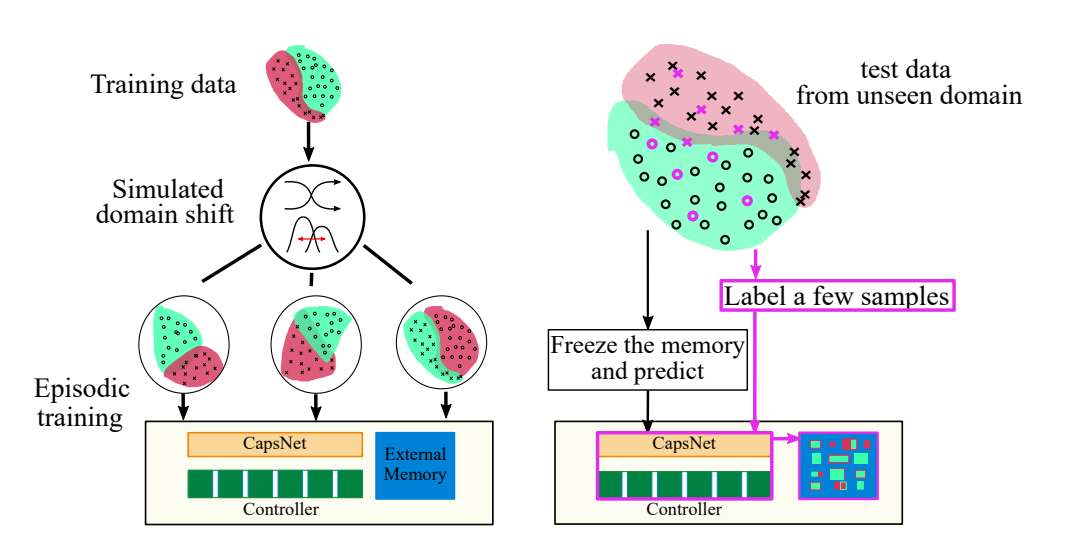 Training data
Simulated
domain shift
Episodic
training
CapsNet
External
Memory
Controller
test data
from unseen domain
Label a few samples
Freeze the memory
and predict
CapsNet
Controller